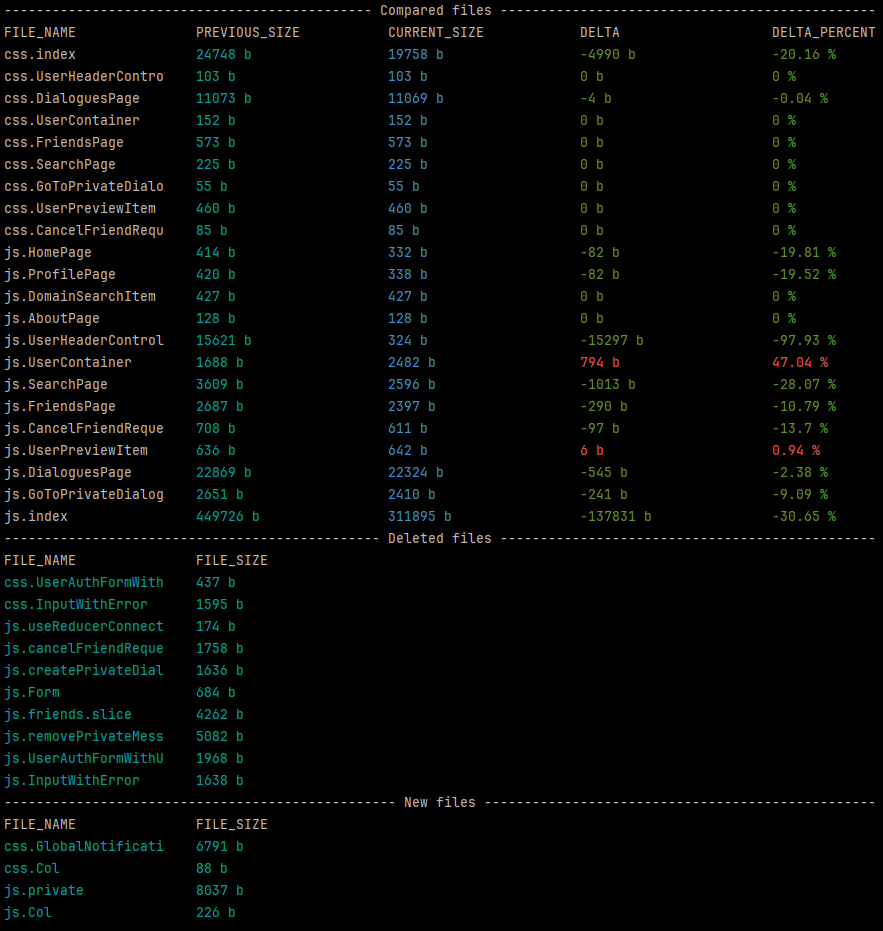 ---------------------------------------------- Compared files -----------------------------------------------
FILE_NAME PREVIOUS_SIZE CURRENT_SIZE DELTA DELTA_PERCENT
css.index 24748 b 19758 b -4990 b -20.16 %
css.UserHeaderContro 103 b 103 b 0 b 0 %
css.DialoguesPage 11073 b 11069 b -4 b -0.04 %
css.UserContainer 152 b 152 b 0 b 0 %
css.FriendsPage 573 b 573 b 0 b 0 %
css.SearchPage 225 b 225 b 0 b 0 %
css.GoToPrivateDialo 55 b 55 b 0 b 0 %
css.UserPreviewItem 460 b 460 b 0 b 0 %
css.CancelFriendRequ 85 b 85 b 0 b 0 %
js.HomePage 414 b 332 b -82 b -19.81 %
js.ProfilePage 420 b 338 b -82 b -19.52 %
js.DomainSearchItem 427 b 427 b 0 b 0 %
js.AboutPage 128 b 128 b 0 b 0 %
js.UserHeaderControl 15621 b 324 b -15297 b -97.93 %
js.UserContainer 1688 b 2482 b 794 b 47.04 %
js.SearchPage 3609 b 2596 b -1013 b -28.07 %
js.FriendsPage 2687 b 2397 b -290 b -10.79 %
js.CancelFriendReque 708 b 611 b -97 b -13.7 %
js.UserPreviewItem 636 b 642 b 6 b 0.94 %
js.DialoguesPage 22869 b 22324 b -545 b -2.38 %
js.GoToPrivateDialog 2651 b 2410 b -241 b -9.09 %
js.index 449726 b 311895 b -137831 b -30.65 %
----------------------------------------------- Deleted files -----------------------------------------------
FILE_NAME FILE_SIZE
css.UserAuthFormWith 437 b
css.InputWithError 1595 b
js.useReducerConnect 174 b
js.cancelFriendReque 1758 b
js.createPrivateDial 1636 b
js.Form 684 b
js.friends.slice 4262 b
js.removePrivateMess 5082 b
js.UserAuthFormWithU 1968 b
js.InputWithError 1638 b
------------------------------------------------- New files -------------------------------------------------
FILE_NAME FILE_SIZE
css.GlobalNotificati 6791 b
css.Col 88 b
js.private 8037 b
js.Col 226 b